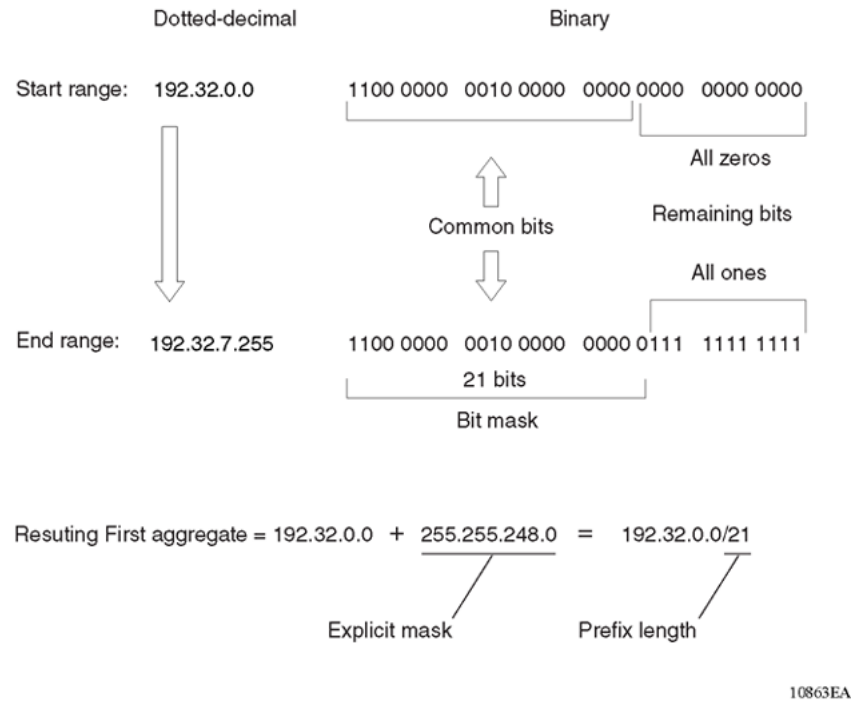 Dotted-decimal Binary
Start range: 192.32.0.0 1100 0000 0010 0000 0000 0000 0000 0000
All zeros
Common bits Remaining bits
All ones
End range: 192.32.7.255 1100 0000 0010 0000 0000 0111 1111 1111
21 bits
Bit mask
Resuting First aggregate = 192.32.0.0 + 255.255.248.0 = 192.32.0.0/21
Explicit mask Prefix length
10863EA